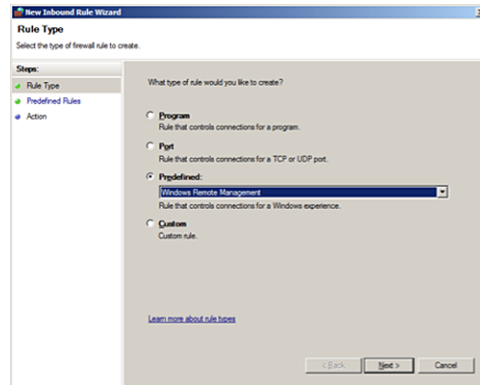 New Inbound Rule Wizard
Rule Type
Select the type of firewall rule to create.
Steps:
Rule Type
Predefined Rules
Action
What type of rule would you like to create?
Program
Rule that controls connections for a program.
Port
Rule that controls connections for a TCP or UDP port.
Predefined:
Windows Remote Management
Rule that controls connections for a Windows experience.
Custom
Custom rule.
Learn more about rule types
< Back Next > Cancel